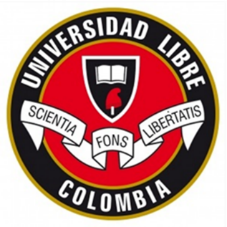 UNIVERSIDAD LIBRE
SCIENTIA
FONS
LIBERTATIS
COLOMBIA